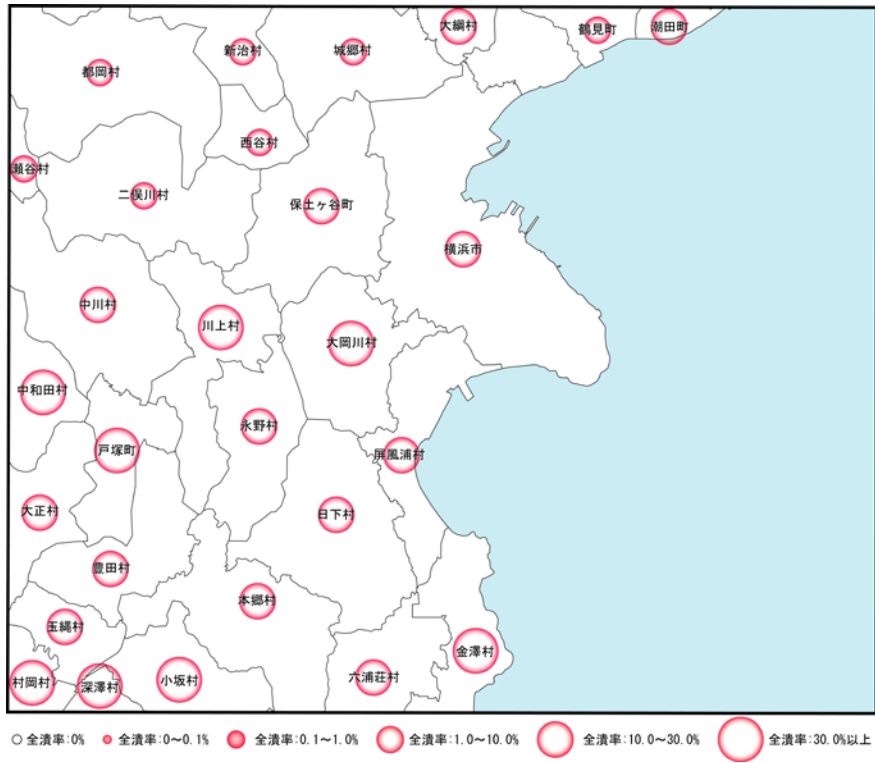 大綱村
鶴見町
潮田町
新治村
城郷村
都岡村
西谷村
瀬谷村
二俣川村
保土ヶ谷町
横浜市
中川村
川上村
大岡川村
中和田村
永野村
戸塚町
屏風浦村
大正村
日下村
豊田村
本郷村
玉縄村
金澤村
村岡村
深澤村
小坂村
六浦荘村
全潰率:0% 全潰率:0～0.1% 全潰率:0.1～1.0% 全潰率:1.0～10.0% 全潰率:10.0～30.0% 全潰率:30.0%以上